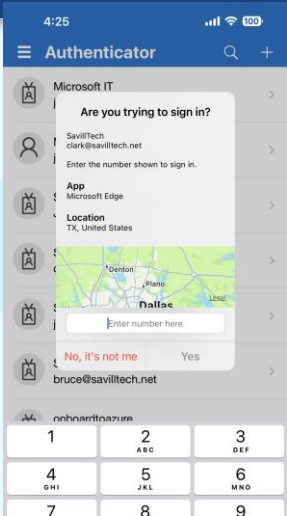 4:25
100
Authenticator
Microsoft IT
Are you trying to sign in?
SavillTech
clark@savilltech.net
Enter the number shown to sign in.
App
Microsoft Edge
Location
TX, United States
Denton
Plano
Dallas
Legal
Enter number here
No, it's not me
Yes
bruce@savilltech.net
onboardtoazure
1
2
ABC
3
DEF
4
GHI
5
JKL
6
MNO
7
8
9